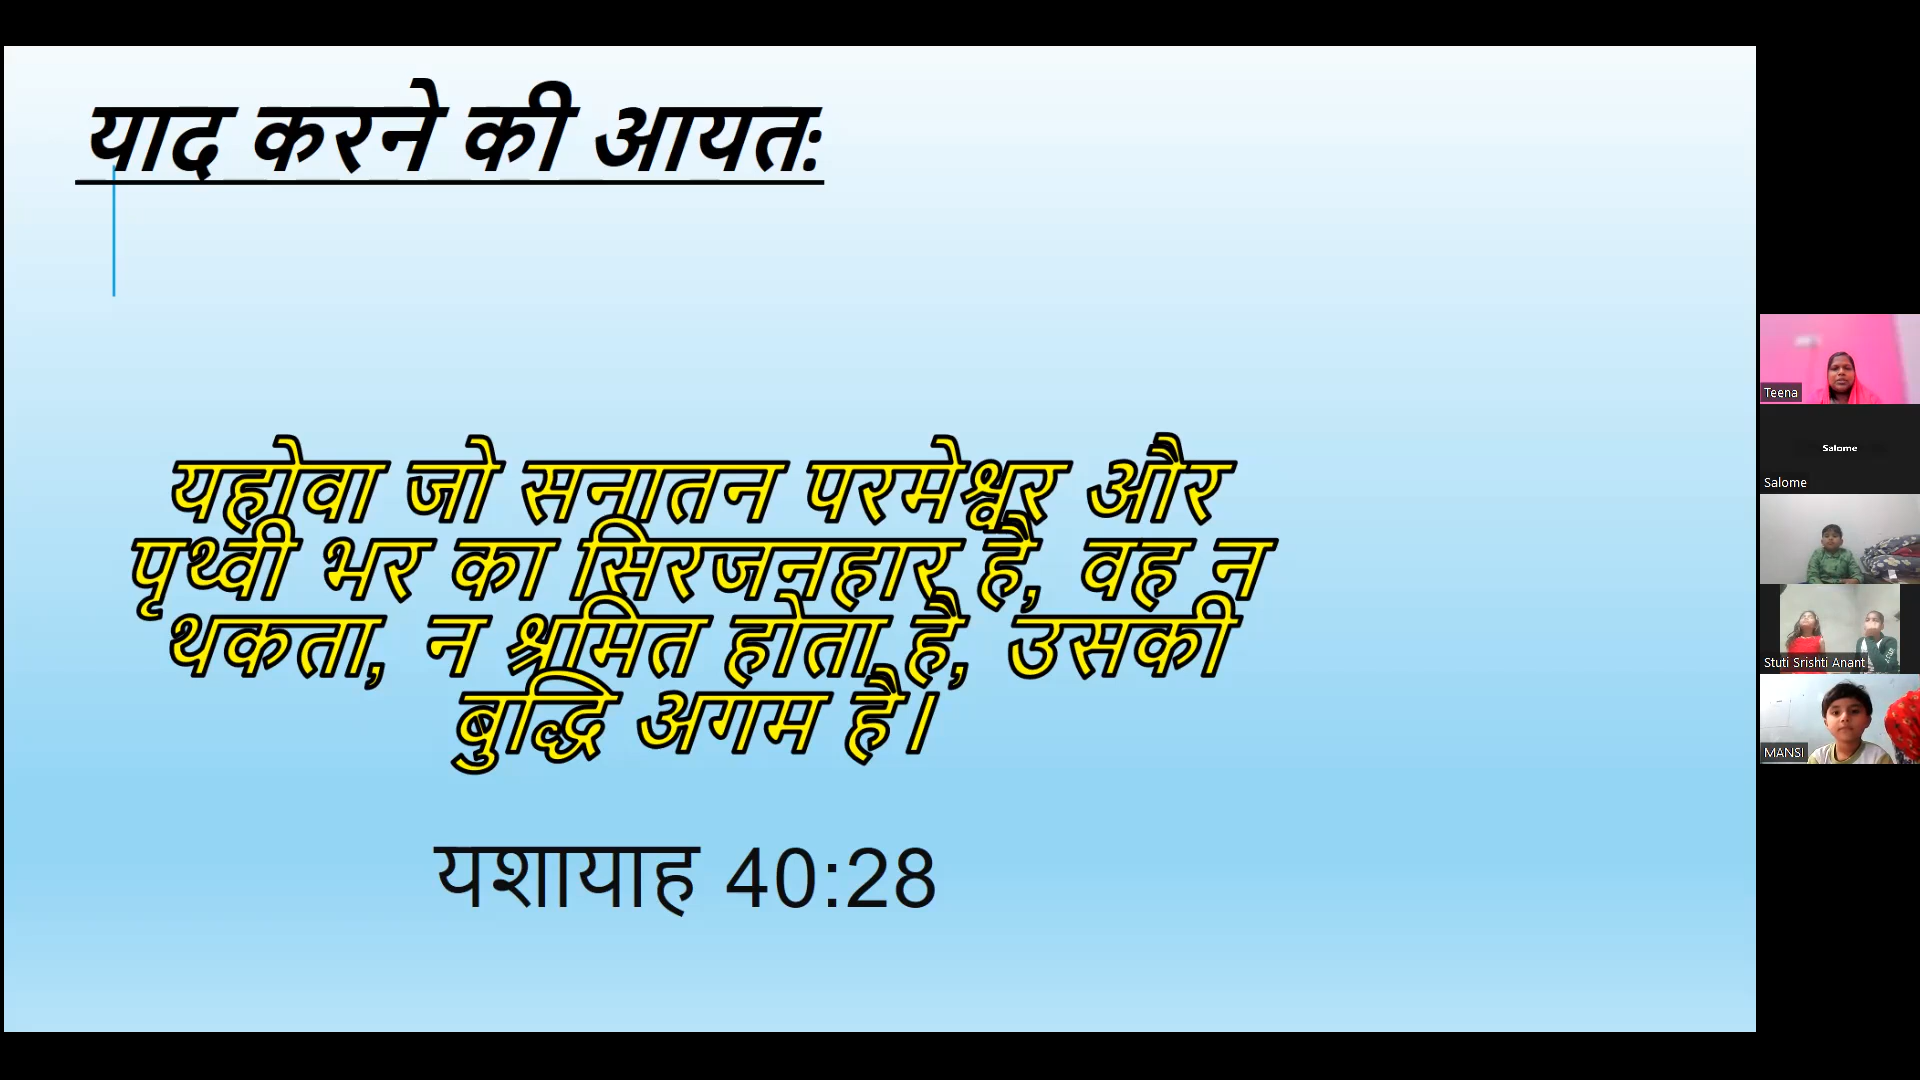 याद करने की आयत:
यहोवा जो सनातन परमेश्वर और
पृथ्वी भर का सिरजनहार है, वह न
थकता, न श्रमित होता है, उसकी
बुद्धि अगम है।
यशायाह 40:28
Teena
Salome
Salome
Stuti Srishti Anant
MANSI